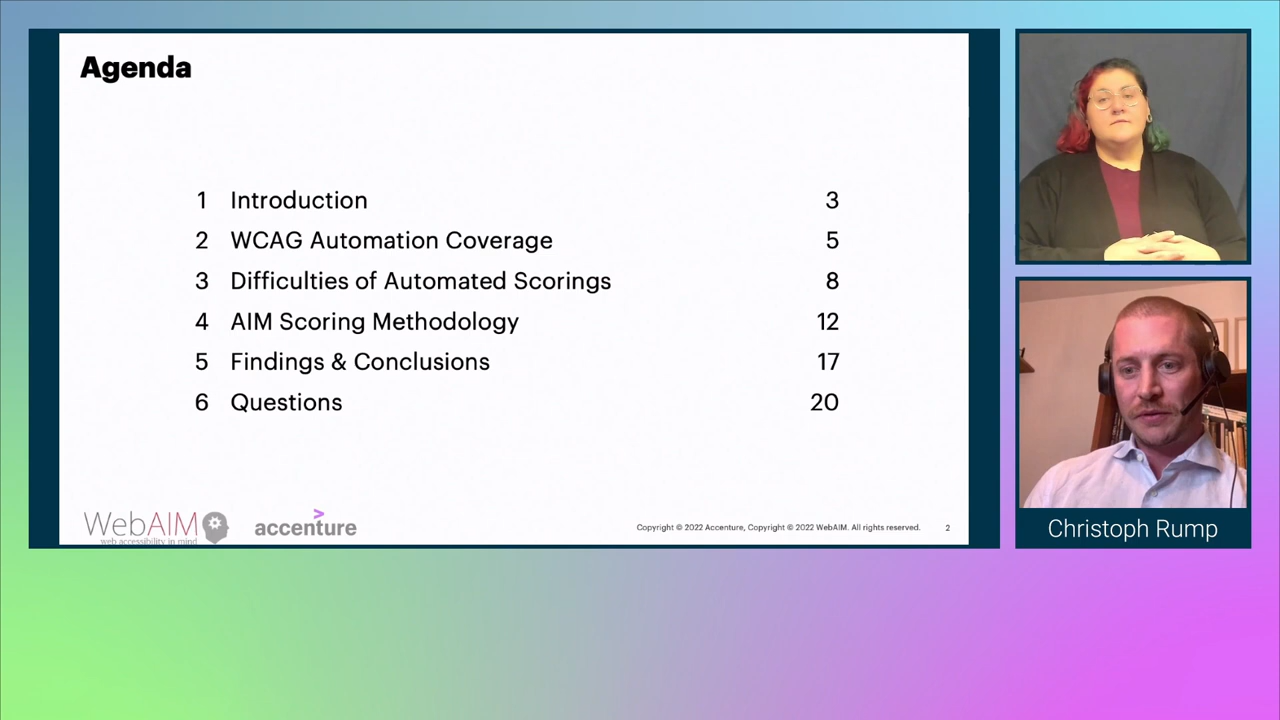 Agenda
1 Introduction 3
2 WCAG Automation Coverage 5
3 Difficulties of Automated Scorings 8
4 AIM Scoring Methodology 12
5 Findings & Conclusions 17
6 Questions 20
WebAIM
web accessibility in mind
>
accenture
Copyright © 2022 Accenture, Copyright © 2022 WebAIM. All rights reserved. 2
Christoph Rump